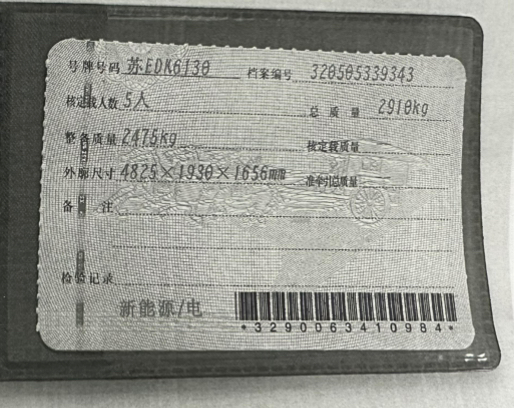 号牌号码 苏EDK6130 档案编号 320505339343
核定载人数 5人 总质量 2910kg
整备质量 2475kg 核定载质量
外廓尺寸 4825×1930×1656mm 准牵引总质量
备注
检验记录
新能源/电
*3290063410984*